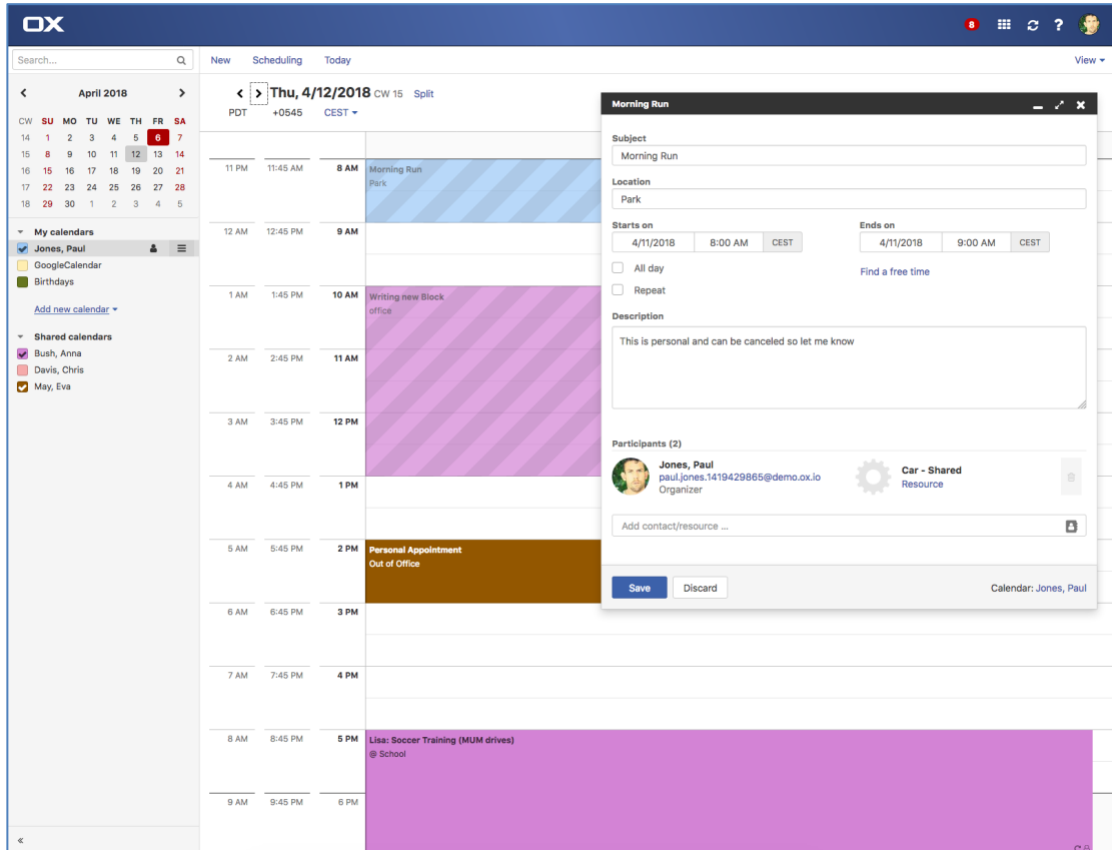 OX
8
?
Search...
New Scheduling Today
View
April 2018
CW SU MO TU WE TH FR SA
14 1 2 3 4 5 6 7
15 8 9 10 11 12 13 14
16 15 16 17 18 19 20 21
17 22 23 24 25 26 27 28
18 29 30 1 2 3 4 5
My calendars
Jones, Paul
GoogleCalendar
Birthdays
Add new calendar
Shared calendars
Bush, Anna
Davis, Chris
May, Eva
«
Thu, 4/12/2018 CW 15 Split
PDT +0545 CEST
11 PM 11:45 AM 8 AM Morning Run
Park
12 AM 12:45 PM 9 AM
1 AM 1:45 PM 10 AM Writing new Block
office
2 AM 2:45 PM 11 AM
3 AM 3:45 PM 12 PM
4 AM 4:45 PM 1 PM
5 AM 5:45 PM 2 PM Personal Appointment
Out of Office
6 AM 6:45 PM 3 PM
7 AM 7:45 PM 4 PM
8 AM 8:45 PM 5 PM Lisa: Soccer Training (MUM drives)
@ School
9 AM 9:45 PM 6 PM
Morning Run
Subject
Morning Run
Location
Park
Starts on Ends on
4/11/2018 8:00 AM CEST 4/11/2018 9:00 AM CEST
All day Find a free time
Repeat
Description
This is personal and can be canceled so let me know
Participants (2)
Jones, Paul
paul.jones.1419429865@demo.ox.io
Organizer
Car - Shared
Resource
Add contact/resource ...
Save Discard Calendar: Jones, Paul